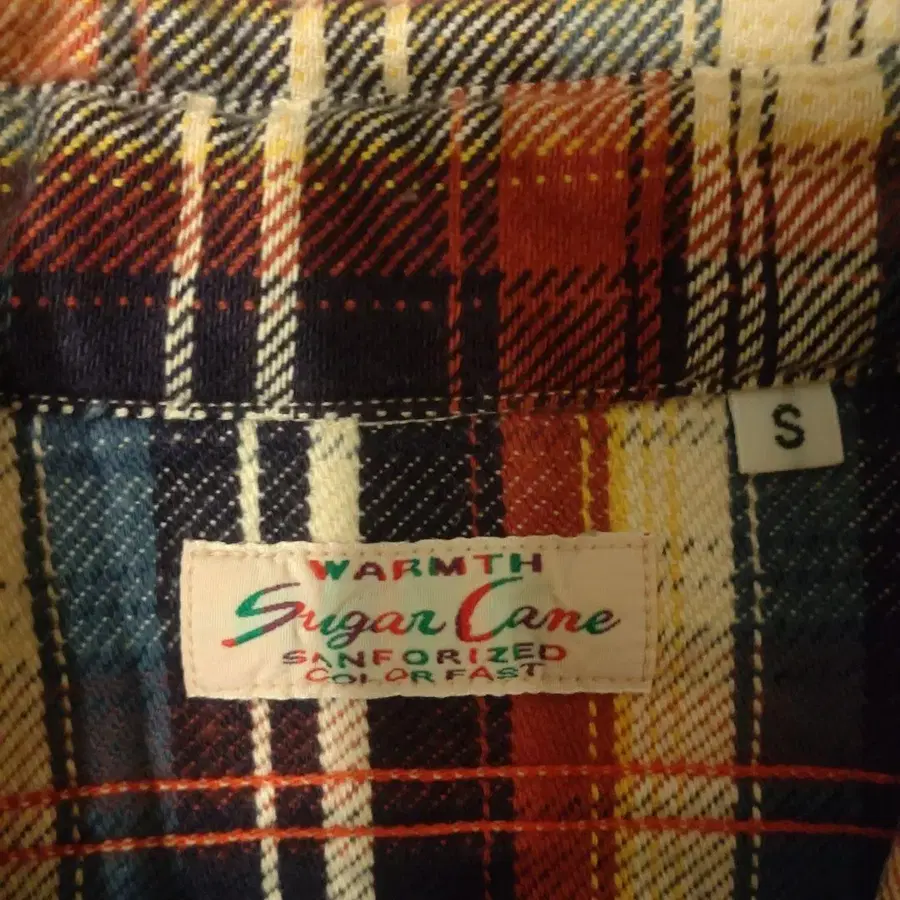 S
WARMTH
Sugar Cane
SANFORIZED
COLOR FAST